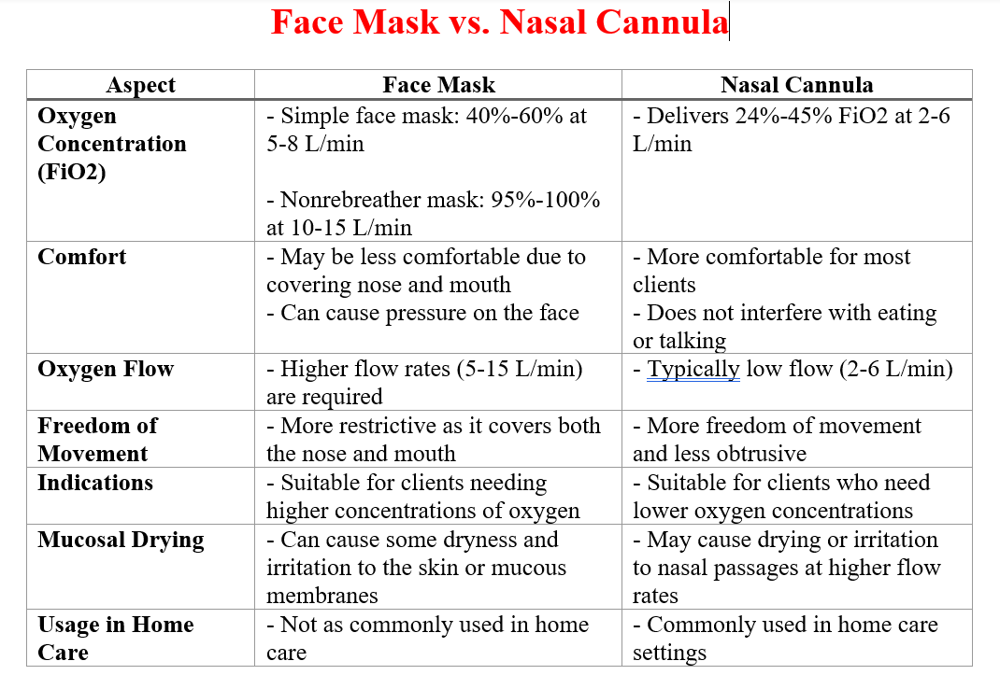 Face Mask vs. Nasal Cannula
Aspect
Face Mask
Nasal Cannula
Oxygen
Concentration
(FiO2)
- Simple face mask: 40%-60% at
5-8 L/min
- Nonrebreather mask: 95%-100%
at 10-15 L/min
- Delivers 24%-45% FiO2 at 2-6
L/min
Comfort
- May be less comfortable due to
covering nose and mouth
- Can cause pressure on the face
- More comfortable for most
clients
- Does not interfere with eating
or talking
Oxygen Flow
- Higher flow rates (5-15 L/min)
are required
- Typically low flow (2-6 L/min)
Freedom of
Movement
- More restrictive as it covers both
the nose and mouth
- More freedom of movement
and less obtrusive
Indications
- Suitable for clients needing
higher concentrations of oxygen
- Suitable for clients who need
lower oxygen concentrations
Mucosal Drying
- Can cause some dryness and
irritation to the skin or mucous
membranes
- May cause drying or irritation
to nasal passages at higher flow
rates
Usage in Home
Care
- Not as commonly used in home
care
- Commonly used in home care
settings